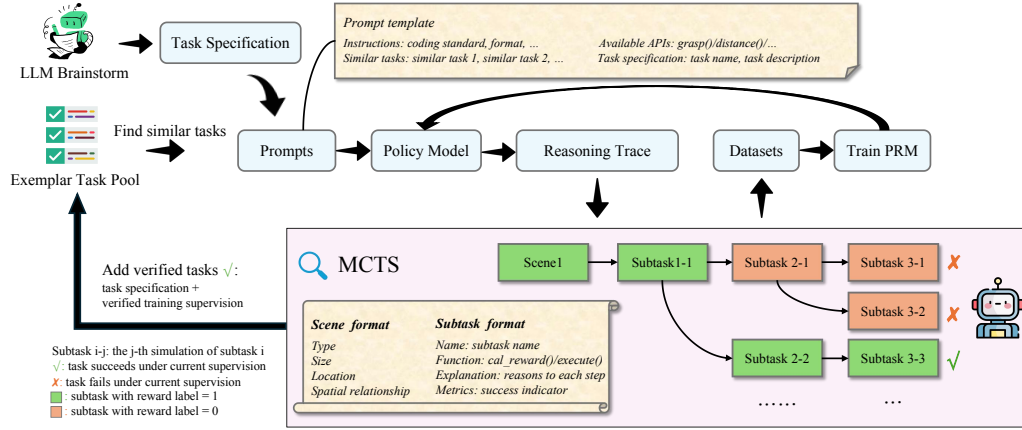 LLM Brainstorm
Task Specification
Prompt template
Instructions: coding standard, format, …
Available APIs: grasp()/distance()/…
Similar tasks: similar task 1, similar task 2, …
Task specification: task name, task description
Exemplar Task Pool
Find similar tasks
Prompts
Policy Model
Reasoning Trace
Datasets
Train PRM
Add verified tasks √:
task specification +
verified training supervision
MCTS
Scene1
Subtask1-1
Subtask 2-1
Subtask 3-1
✗
Subtask 3-2
✗
Subtask 2-2
Subtask 3-3
√
……
…
Scene format
Type
Size
Location
Spatial relationship
Subtask format
Name: subtask name
Function: cal_reward()/execute()
Explanation: reasons to each step
Metrics: success indicator
Subtask i-j: the j-th simulation of subtask i
√: task succeeds under current supervision
✗: task fails under current supervision
: subtask with reward label = 1
: subtask with reward label = 0